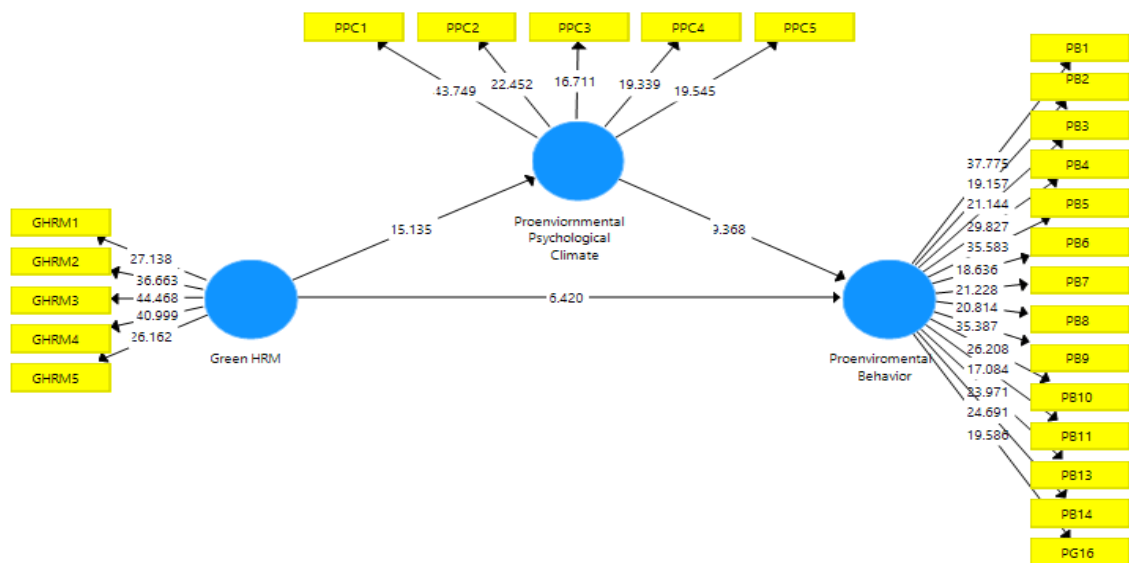 PPC1
PPC2
PPC3
PPC4
PPC5
43.749
22.452
16.711
19.339
19.545
Proenviornmental
Psychological
Climate
GHRM1
GHRM2
GHRM3
GHRM4
GHRM5
27.138
36.663
44.468
40.999
26.162
Green HRM
15.135
9.368
6.420
Proenviromental
Behavior
37.775
19.157
21.144
29.827
35.583
18.636
21.228
20.814
35.387
26.208
17.084
23.971
24.691
19.586
PB1
PB2
PB3
PB4
PB5
PB6
PB7
PB8
PB9
PB10
PB11
PB13
PB14
PG16